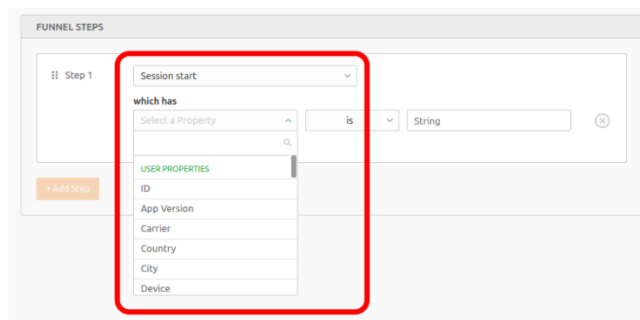 FUNNEL STEPS
Step 1
Session start
which has
Select a Property
is
String
USER PROPERTIES
ID
+ Add Step
App Version
Carrier
Country
City
Device